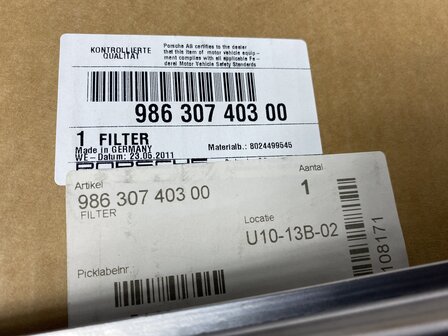 KONTROLLIERTE
QUALITÄT
Porsche AG certifies to the dealer
that this item of motor vehicle equip-
ment complies with all applicable Fe-
deral Motor Vehicle Safety Standards
986 307 403 00
1 FILTER
Made in GERMANY
Materialb.: 8024499545
WE-Datum: 23.05.2011
PORSCHE
Artikel
986 307 403 00
FILTER
Aantal
1
Locatie
U10-13B-02
Picklabelnr.
108171